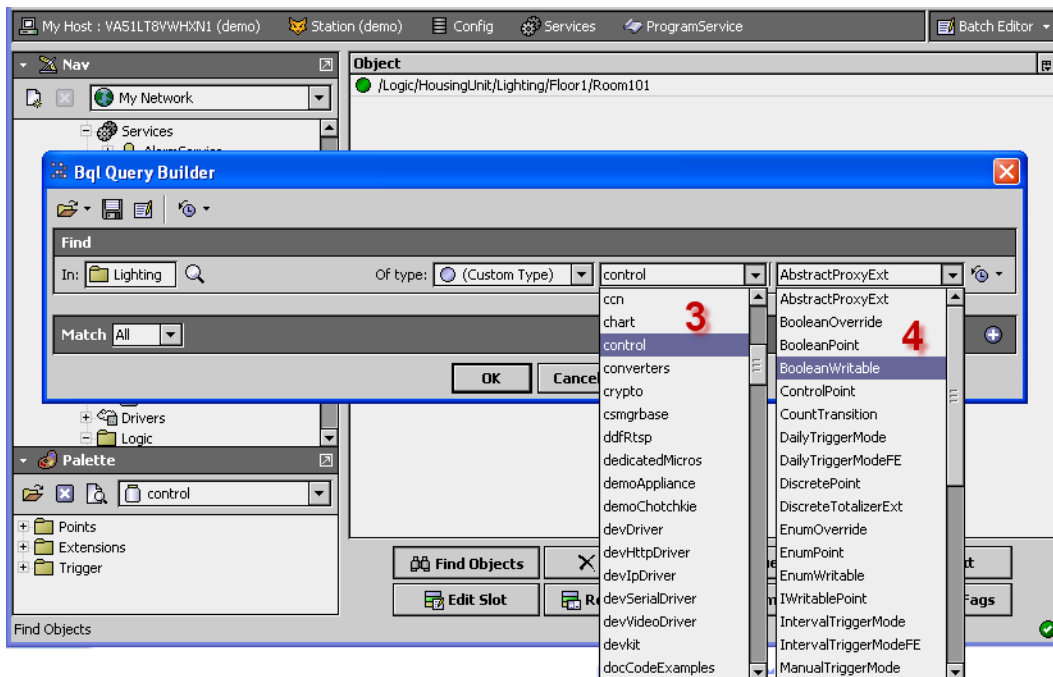 My Host : VA51LT8VWHXN1 (demo) Station (demo) Config Services ProgramService Batch Editor
Nav
My Network
Services
Object
/Logic/HousingUnit/Lighting/Floor1/Room101
Bql Query Builder
Find
In: Lighting Of type: (Custom Type) control AbstractProxyExt
Match All
OK Cancel
ccn
chart
control
converters
crypto
csmgrbase
ddfRtsp
dedicatedMicros
demoAppliance
demoChotchkie
devDriver
devHttpDriver
devIpDriver
devSerialDriver
devVideoDriver
devkit
docCodeExamples
3
AbstractProxyExt
BooleanOverride
BooleanPoint
BooleanWritable
ControlPoint
CountTransition
DailyTriggerMode
DailyTriggerModeFE
DiscretePoint
DiscreteTotalizerExt
EnumOverride
EnumPoint
EnumWritable
IWritablePoint
IntervalTriggerMode
IntervalTriggerModeFE
ManualTriggerMode
4
Drivers
Logic
Palette
control
Points
Extensions
Trigger
Find Objects
Edit Slot
Find Objects